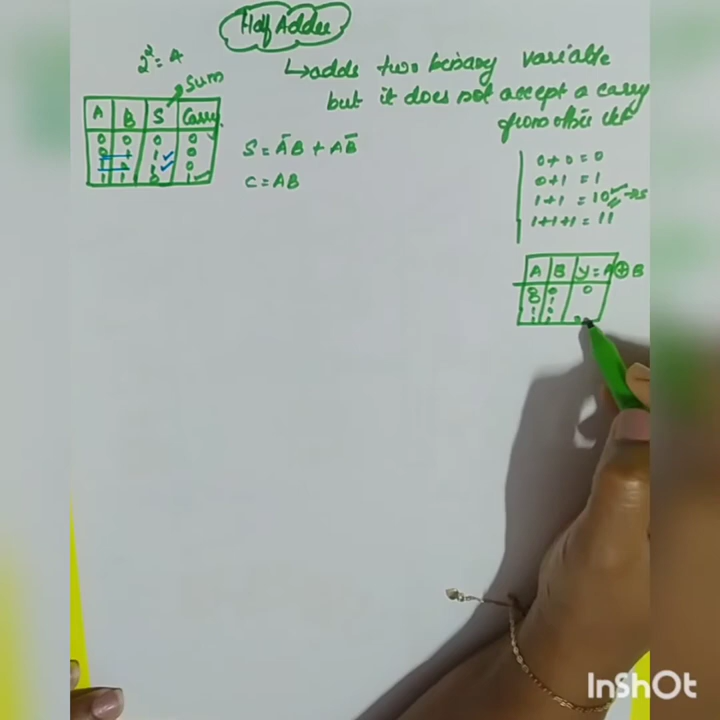 Half Adder
2² = 4
↳ adds two binary variable
but it does not accept a carry
from other
Sum
A B S Carry
0 0 0 0
0 1 1 0
1 1 0
1 1 0 1
S = A̅B + AB̅
C = AB
0 + 0 = 0
0 + 1 = 1
1 + 1 = 10
1 + 1 + 1 = 11
A B Y = A ⊕ B
0 0 0
0 1
1 0
1 1 0
InShOt